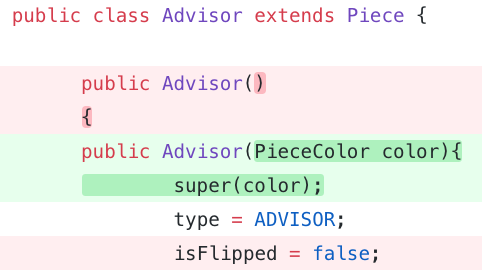 public class Advisor extends Piece {
public Advisor()
{
public Advisor(PieceColor color){
super(color);
type = ADVISOR;
isFlipped = false;